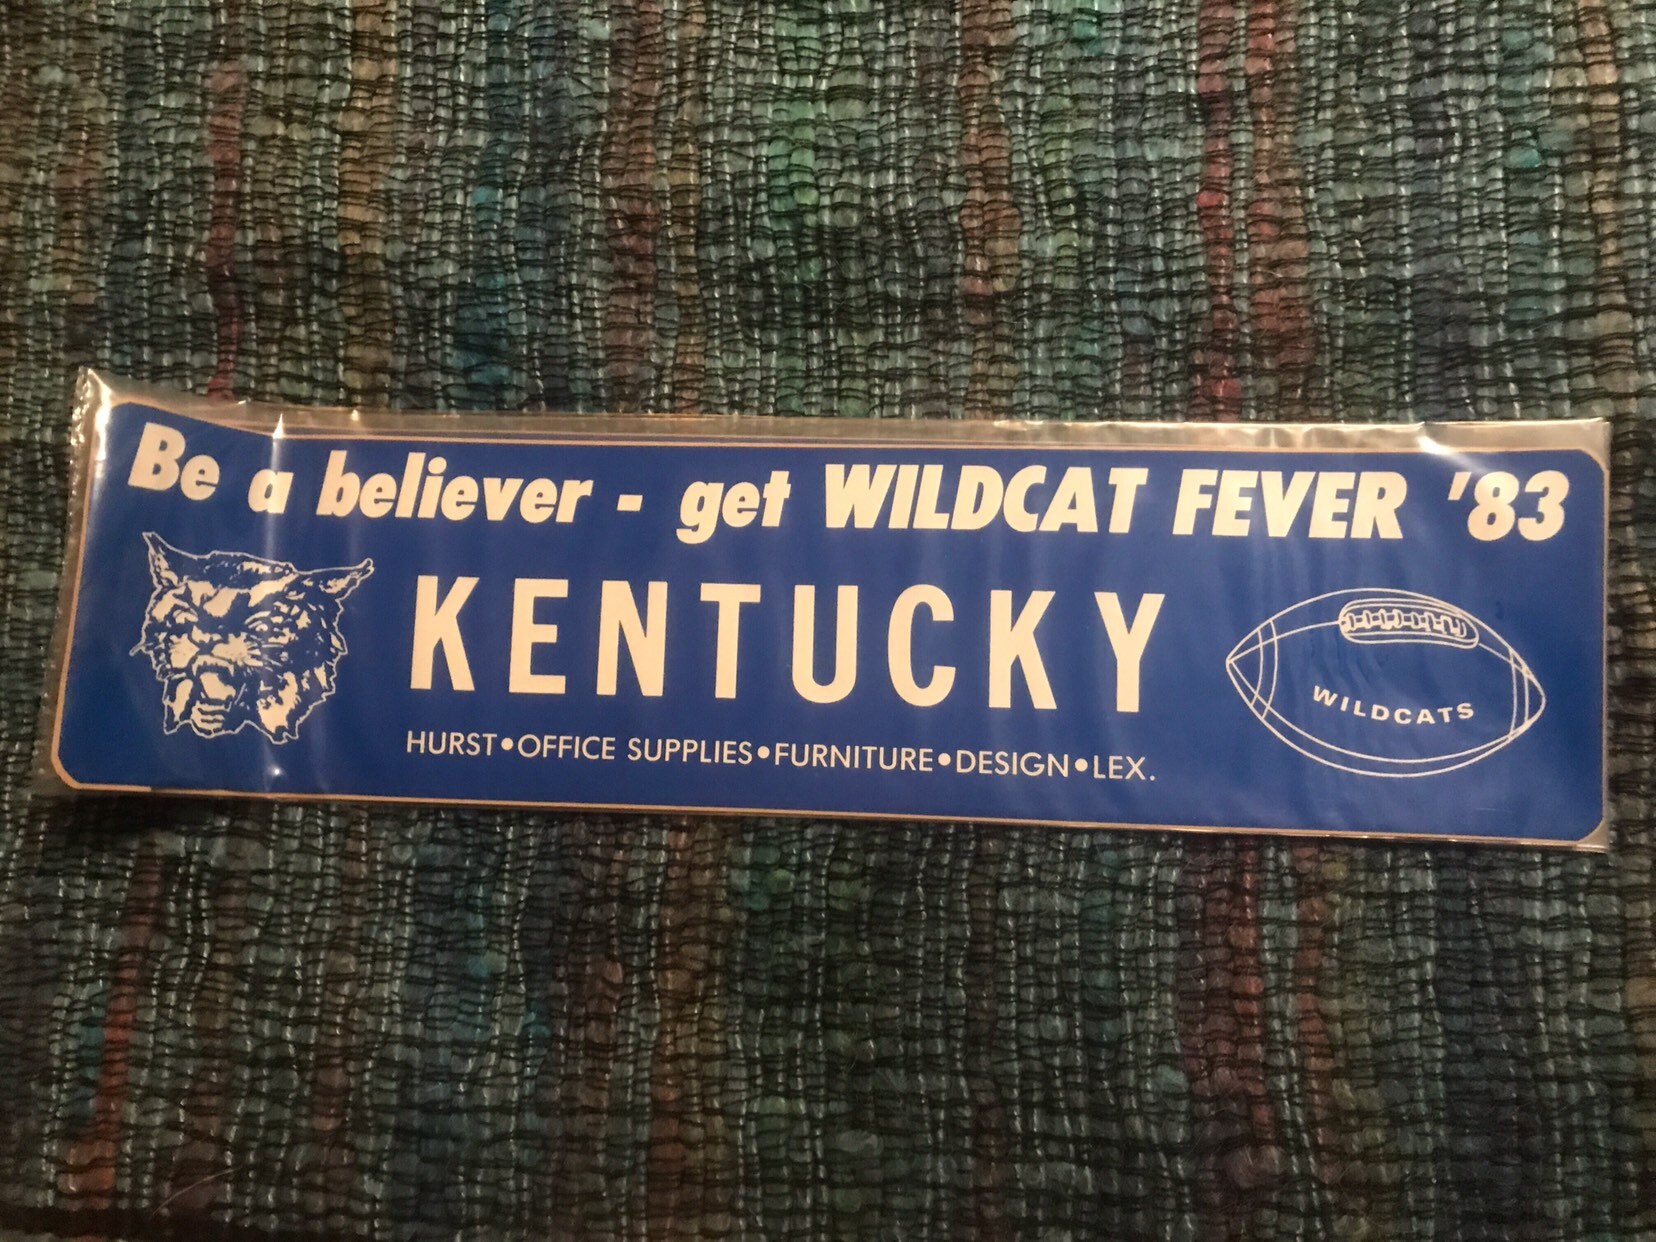 Be a believer - get WILDCAT FEVER '83
KENTUCKY
HURST•OFFICE SUPPLIES•FURNITURE•DESIGN•LEX.
WILDCATS